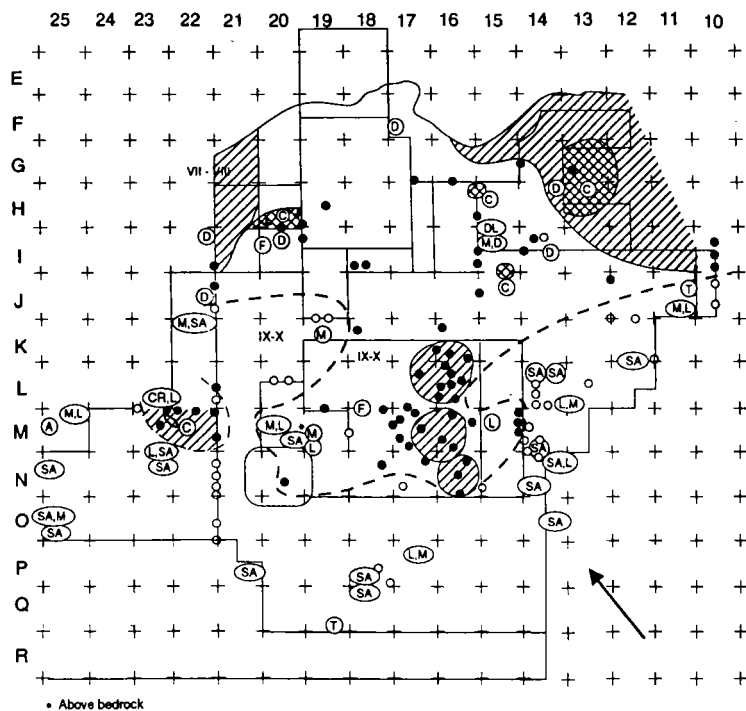 25 24 23 22 21 20 19 18 17 16 15 14 13 12 11 10
E
F D
G VII - VIII D C
H C C
D F D DL
M,D D
I
J D C T
M,SA M M,L
K IX-X IX-X SA
L SA SA
CR,L L,M
M A M,L C M,L F L
*M
SA L SA
L,SA SA,L
N SA SA SA
O SA,M SA
SA
P SA L,M
SA
Q SA
T
R
• Above bedrock